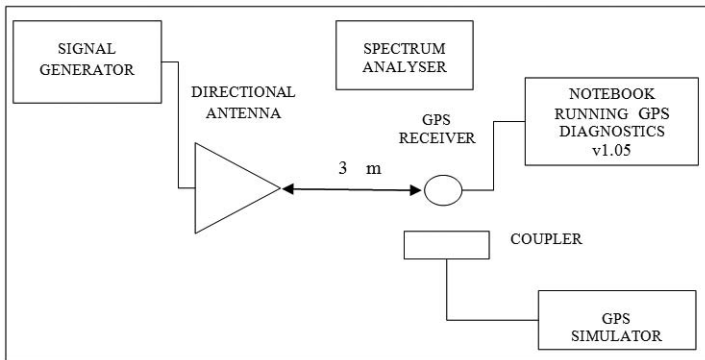 SIGNAL
GENERATOR
SPECTRUM
ANALYSER
DIRECTIONAL
ANTENNA
GPS
RECEIVER
NOTEBOOK
RUNNING GPS
DIAGNOSTICS
v1.05
3 m
COUPLER
GPS
SIMULATOR